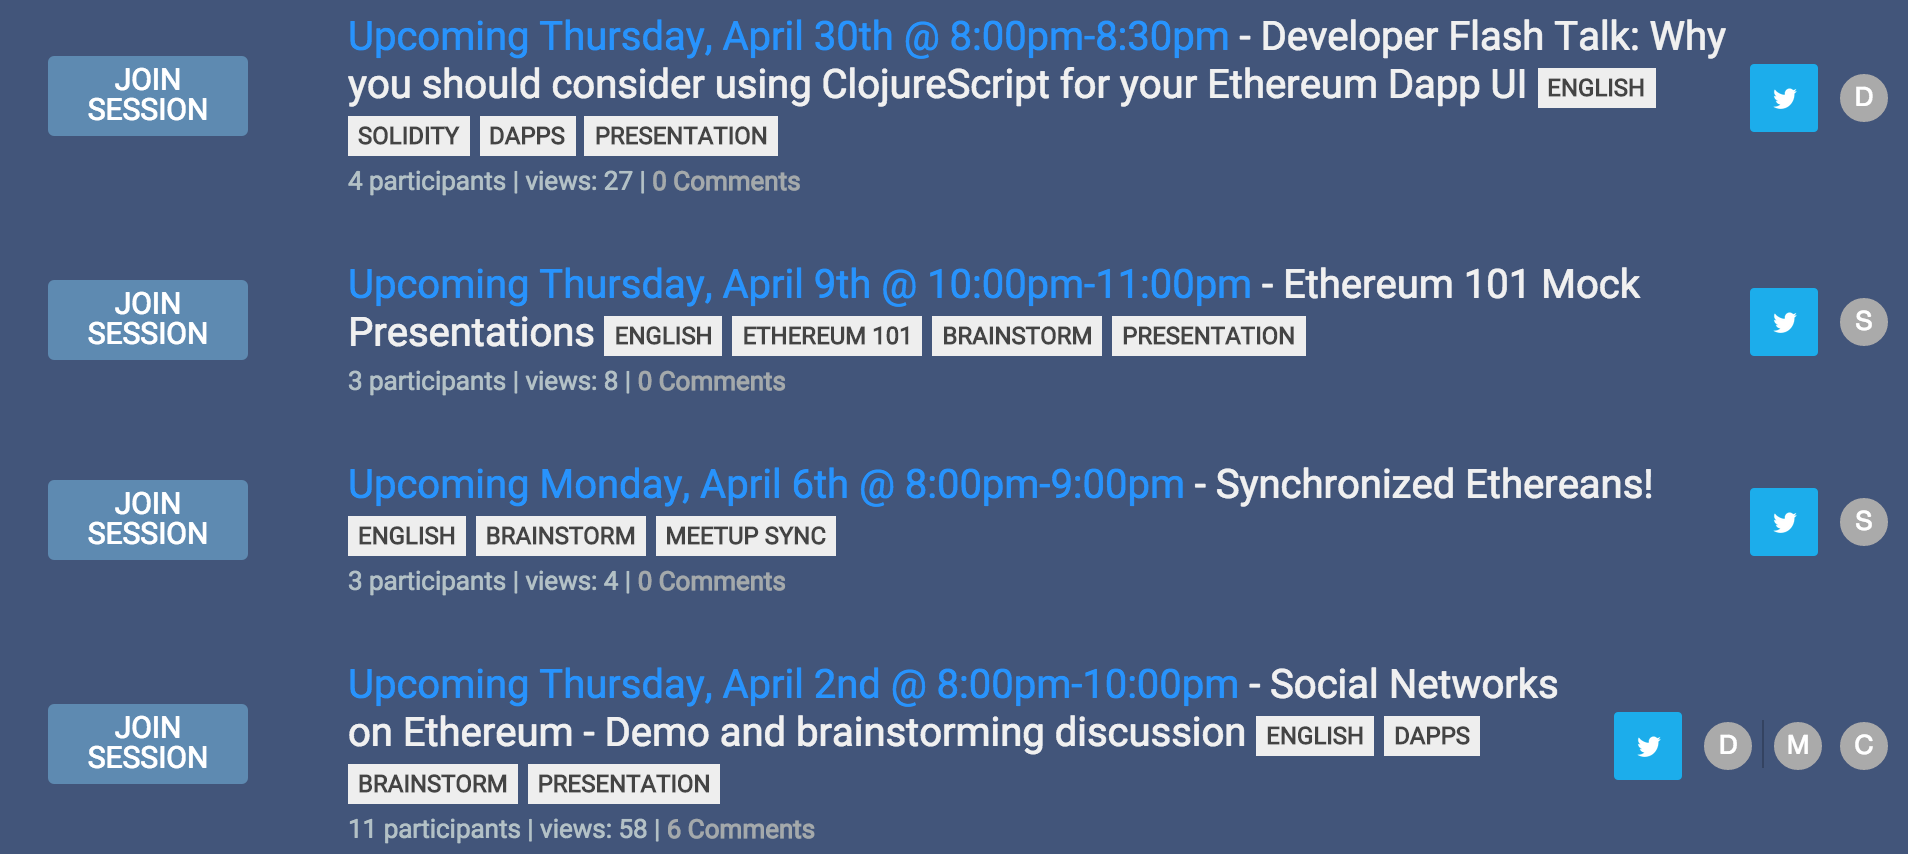 JOIN
SESSION
Upcoming Thursday, April 30th @ 8:00pm-8:30pm - Developer Flash Talk: Why
you should consider using ClojureScript for your Ethereum Dapp UI ENGLISH
SOLIDITY DAPPS PRESENTATION
4 participants | views: 27 | 0 Comments
D
JOIN
SESSION
Upcoming Thursday, April 9th @ 10:00pm-11:00pm - Ethereum 101 Mock
Presentations ENGLISH ETHEREUM 101 BRAINSTORM PRESENTATION
3 participants | views: 8 | 0 Comments
S
JOIN
SESSION
Upcoming Monday, April 6th @ 8:00pm-9:00pm - Synchronized Ethereans!
ENGLISH BRAINSTORM MEETUP SYNC
3 participants | views: 4 | 0 Comments
S
JOIN
SESSION
Upcoming Thursday, April 2nd @ 8:00pm-10:00pm - Social Networks
on Ethereum - Demo and brainstorming discussion ENGLISH DAPPS
BRAINSTORM PRESENTATION
11 participants | views: 58 | 6 Comments
D M C